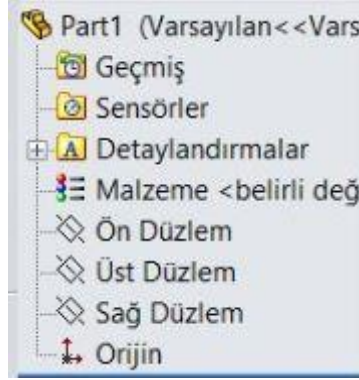 Part1 (Varsayılan<<Vars
Geçmiş
Sensörler
A Detaylandırmalar
Malzeme <belirli değ
Ön Düzlem
Üst Düzlem
Sağ Düzlem
Orijin